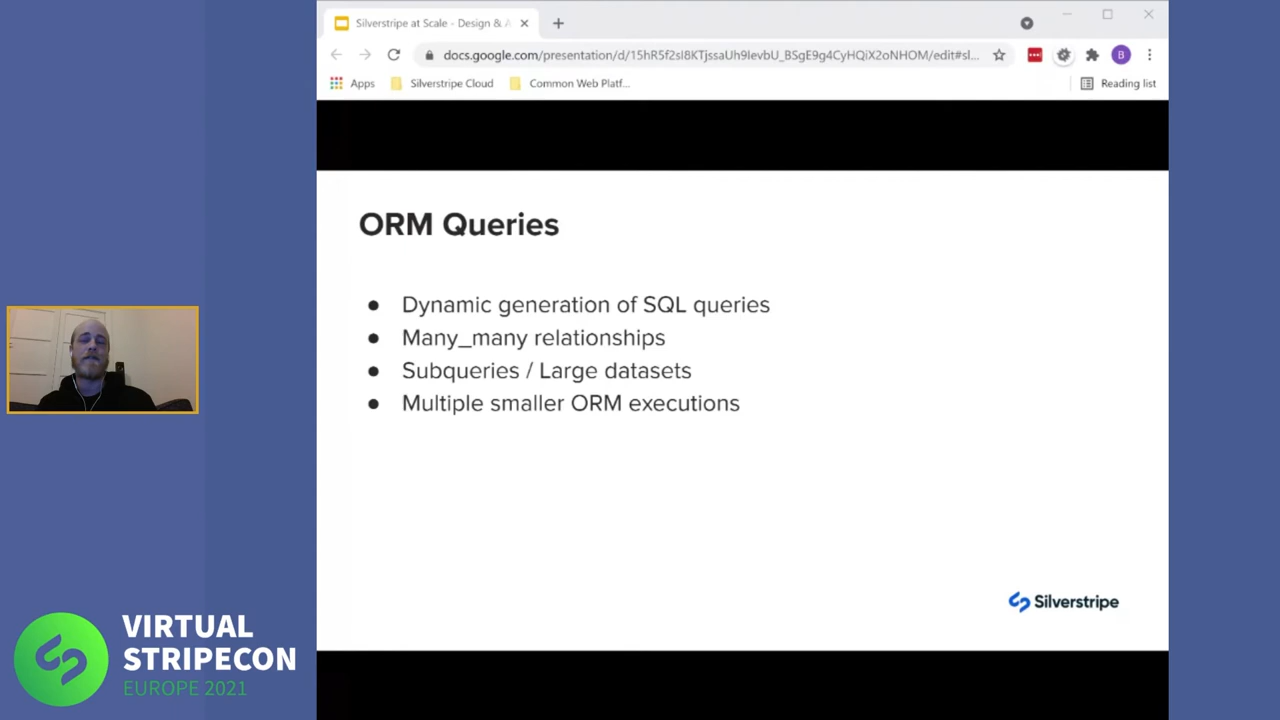 Silverstripe at Scale - Design & A
docs.google.com/presentation/d/15hR5f2sI8KTjssaUh9IevbU_BSgE9g4CyHQiX2oNHOM/edit#sl...
B
Apps
Silverstripe Cloud
Common Web Platf...
Reading list
ORM Queries
● Dynamic generation of SQL queries
● Many_many relationships
● Subqueries / Large datasets
● Multiple smaller ORM executions
Silverstripe
VIRTUAL
STRIPECON
EUROPE 2021